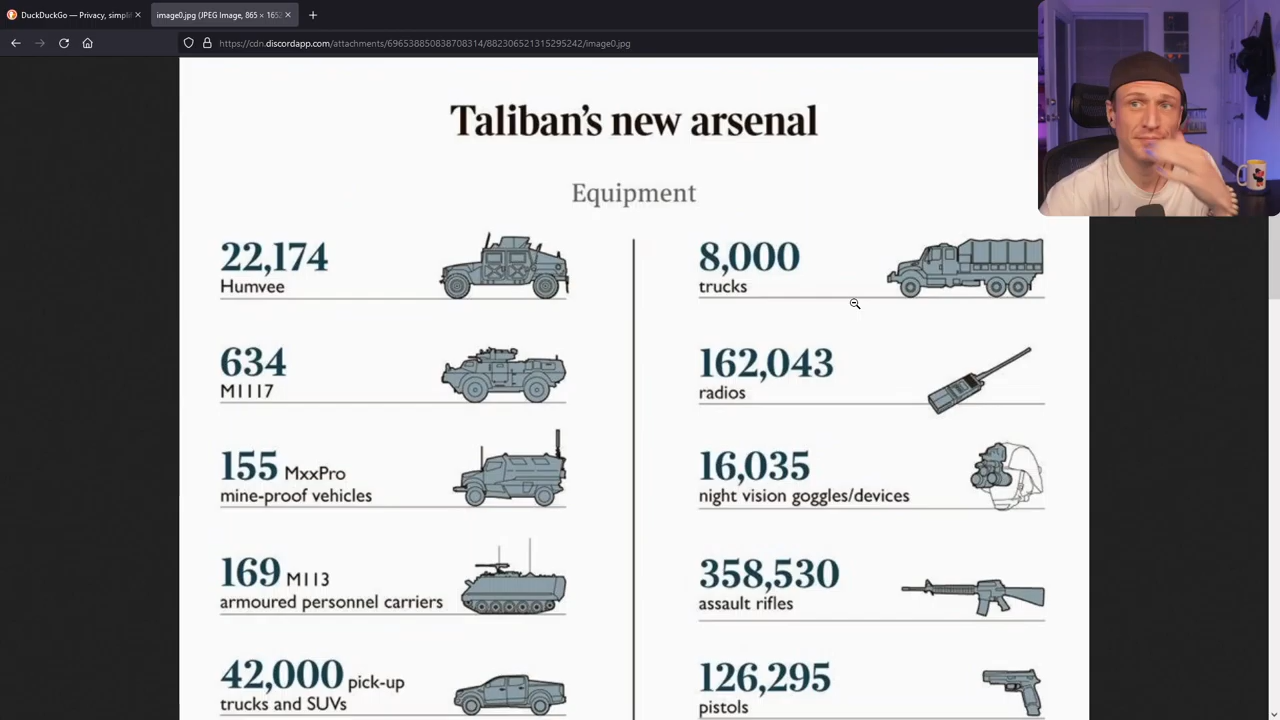 DuckDuckGo — Privacy, simpli
image0.jpg (JPEG Image, 865 × 165
https://cdn.discordapp.com/attachments/696538850838708314/882306521315295242/image0.jpg
Taliban's new arsenal
Equipment
22,174
Humvee
634
M1117
155 MxxPro
mine-proof vehicles
169 M113
armoured personnel carriers
42,000 pick-up
trucks and SUVs
8,000
trucks
162,043
radios
16,035
night vision goggles/devices
358,530
assault rifles
126,295
pistols